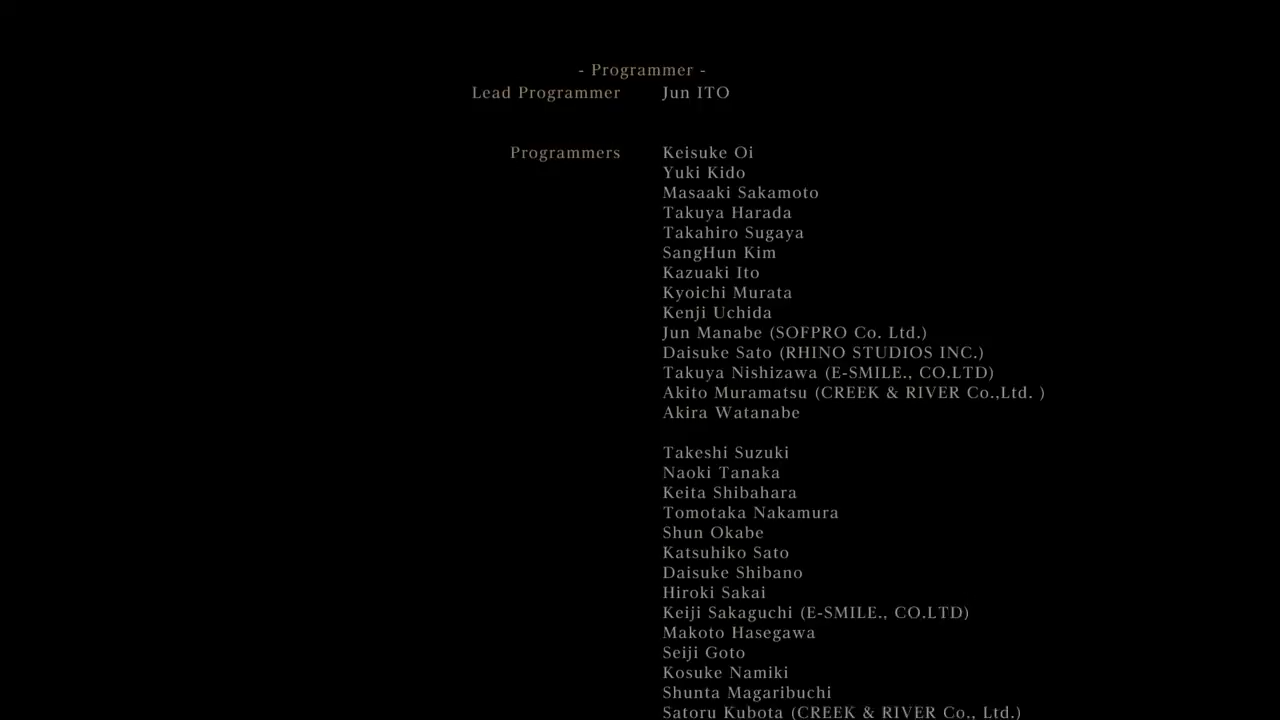 - Programmer -
Lead Programmer Jun ITO
Programmers Keisuke Oi
Yuki Kido
Masaaki Sakamoto
Takuya Harada
Takahiro Sugaya
SangHun Kim
Kazuaki Ito
Kyoichi Murata
Kenji Uchida
Jun Manabe (SOFPRO Co. Ltd.)
Daisuke Sato (RHINO STUDIOS INC.)
Takuya Nishizawa (E-SMILE., CO.LTD)
Akito Muramatsu (CREEK & RIVER Co.,Ltd. )
Akira Watanabe
Takeshi Suzuki
Naoki Tanaka
Keita Shibahara
Tomotaka Nakamura
Shun Okabe
Katsuhiko Sato
Daisuke Shibano
Hiroki Sakai
Keiji Sakaguchi (E-SMILE., CO.LTD)
Makoto Hasegawa
Seiji Goto
Kosuke Namiki
Shunta Magaribuchi
Satoru Kubota (CREEK & RIVER Co., Ltd.)